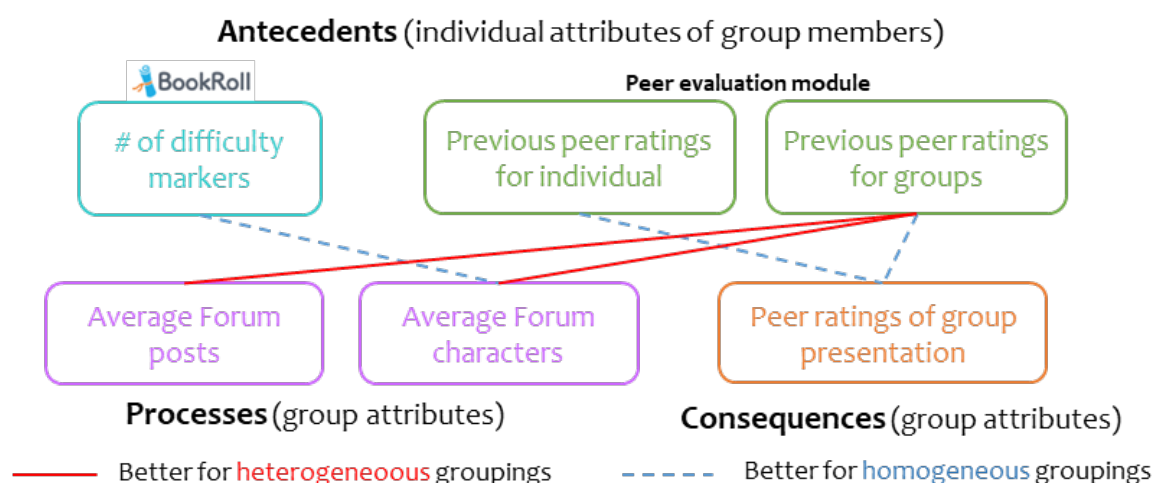 Antecedents (individual attributes of group members)
BookRoll
Peer evaluation module
# of difficulty
markers
Previous peer ratings
for individual
Previous peer ratings
for groups
Average Forum
posts
Average Forum
characters
Peer ratings of group
presentation
Processes (group attributes)
Consequences (group attributes)
Better for heterogeneoous groupings
Better for homogeneous groupings